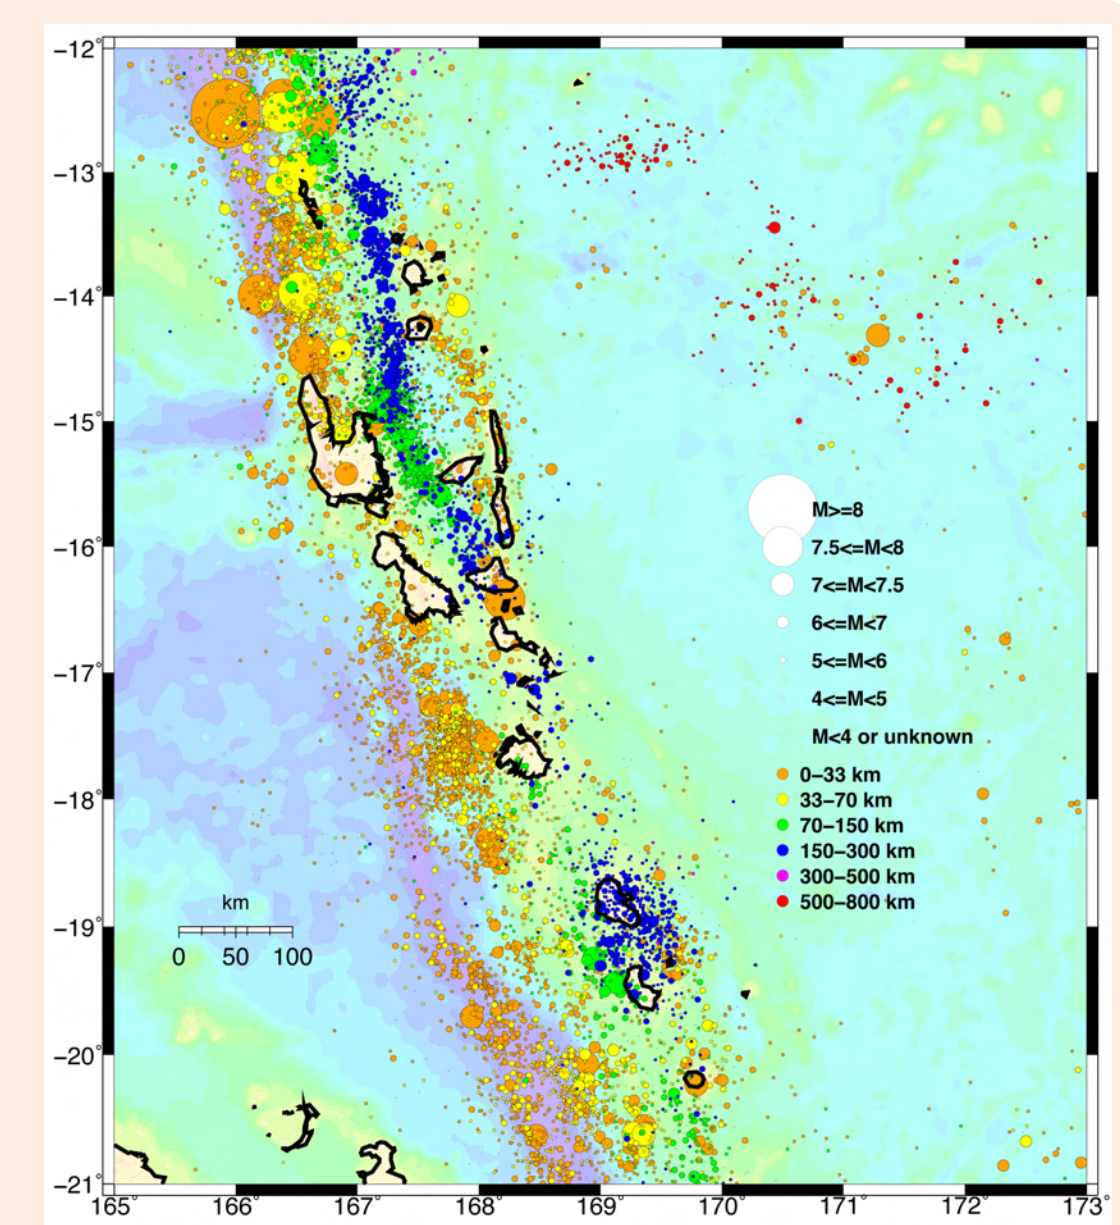 −12°
−13°
−14°
−15°
−16°
−17°
−18°
−19°
−20°
−21°
M>=8
7.5<=M<8
7<=M<7.5
6<=M<7
5<=M<6
4<=M<5
M<4 or unknown
0−33 km
33−70 km
70−150 km
150−300 km
300−500 km
500−800 km
km
0 50 100
165° 166° 167° 168° 169° 170° 171° 172° 173°